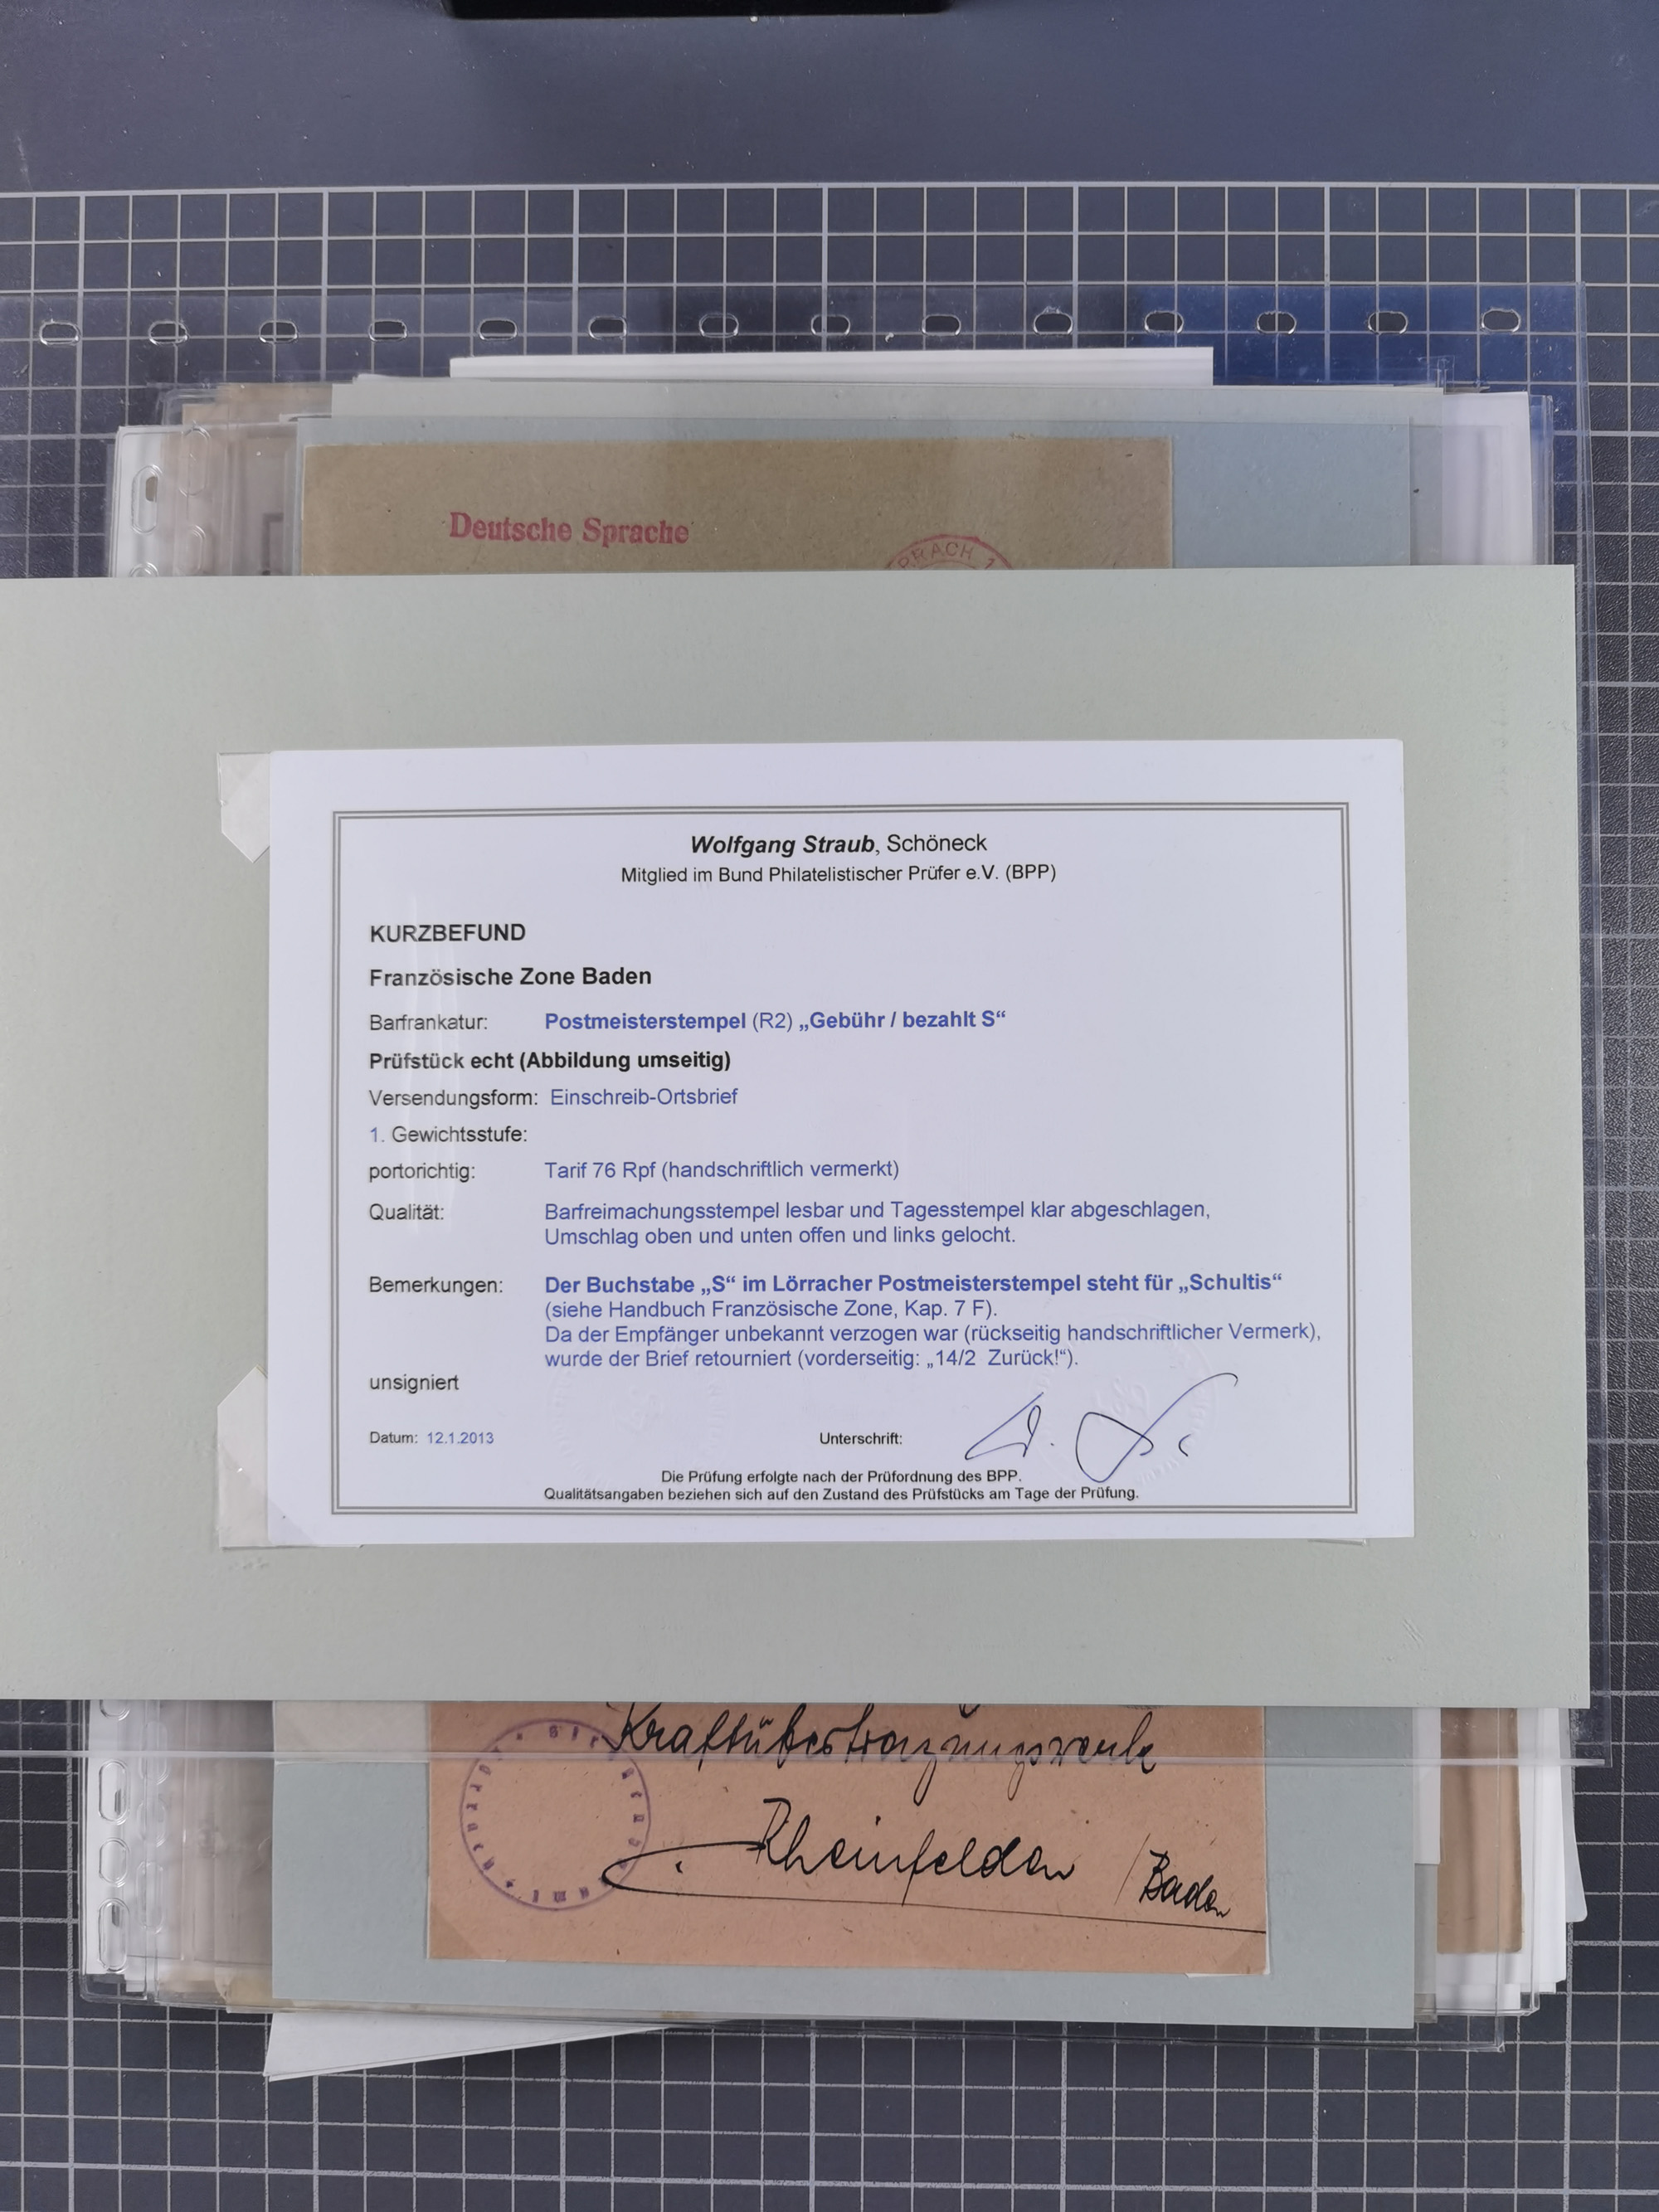 Deutsche Sprache
RRACH 1
Wolfgang Straub, Schöneck
Mitglied im Bund Philatelistischer Prüfer e.V. (BPP)
KURZBEFUND
Französische Zone Baden
Barfrankatur: Postmeisterstempel (R2) „Gebühr / bezahlt S“
Prüfstück echt (Abbildung umseitig)
Versendungsform: Einschreib-Ortsbrief
1. Gewichtsstufe:
portorichtig: Tarif 76 Rpf (handschriftlich vermerkt)
Qualität: Barfreimachungsstempel lesbar und Tagesstempel klar abgeschlagen,
Umschlag oben und unten offen und links gelocht.
Bemerkungen: Der Buchstabe „S“ im Lörracher Postmeisterstempel steht für „Schultis“
(siehe Handbuch Französische Zone, Kap. 7 F).
Da der Empfänger unbekannt verzogen war (rückseitig handschriftlicher Vermerk),
wurde der Brief retourniert (vorderseitig: „14/2 Zurück!“).
unsigniert
Datum: 12.1.2013 Unterschrift:
Die Prüfung erfolgte nach der Prüfordnung des BPP.
Qualitätsangaben beziehen sich auf den Zustand des Prüfstücks am Tage der Prüfung.
Kraftübertragungswerke
Rheinfelden / Baden